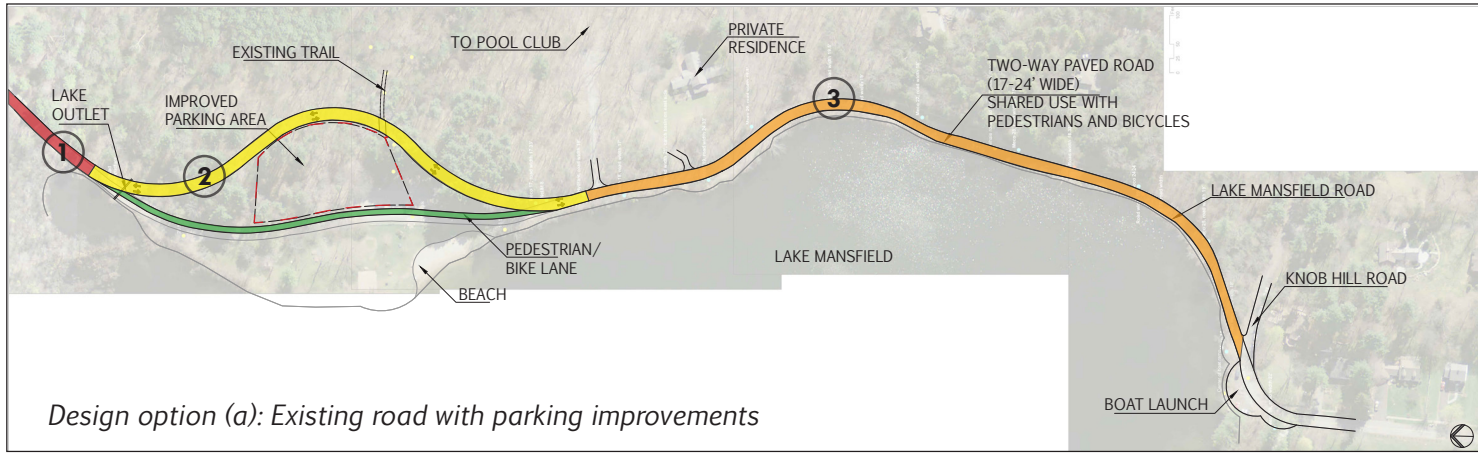 TO POOL CLUB
PRIVATE
RESIDENCE
EXISTING TRAIL
TWO-WAY PAVED ROAD
(17-24' WIDE)
SHARED USE WITH
PEDESTRIANS AND BICYCLES
LAKE
OUTLET
IMPROVED
PARKING AREA
3
1
2
LAKE MANSFIELD ROAD
PEDESTRIAN/
BIKE LANE
LAKE MANSFIELD
BEACH
KNOB HILL ROAD
BOAT LAUNCH
Design option (a): Existing road with parking improvements